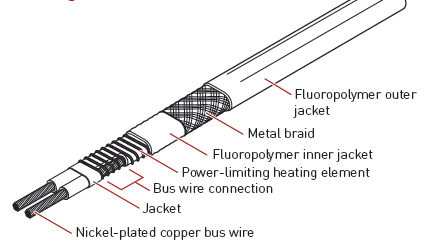 Fluoropolymer outer
jacket
Metal braid
Fluoropolymer inner jacket
Power-limiting heating element
Bus wire connection
Jacket
Nickel-plated copper bus wire